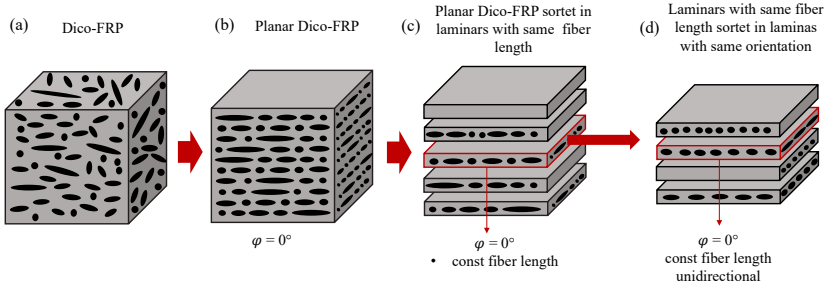 (a)
Dico-FRP
(b)
Planar Dico-FRP
(c)
Planar Dico-FRP sortet in
laminars with same fiber
length
(d)
Laminars with same fiber
length sortet in laminas
with same orientation
φ = 0°
φ = 0°
• const fiber length
φ = 0°
const fiber length
unidirectional